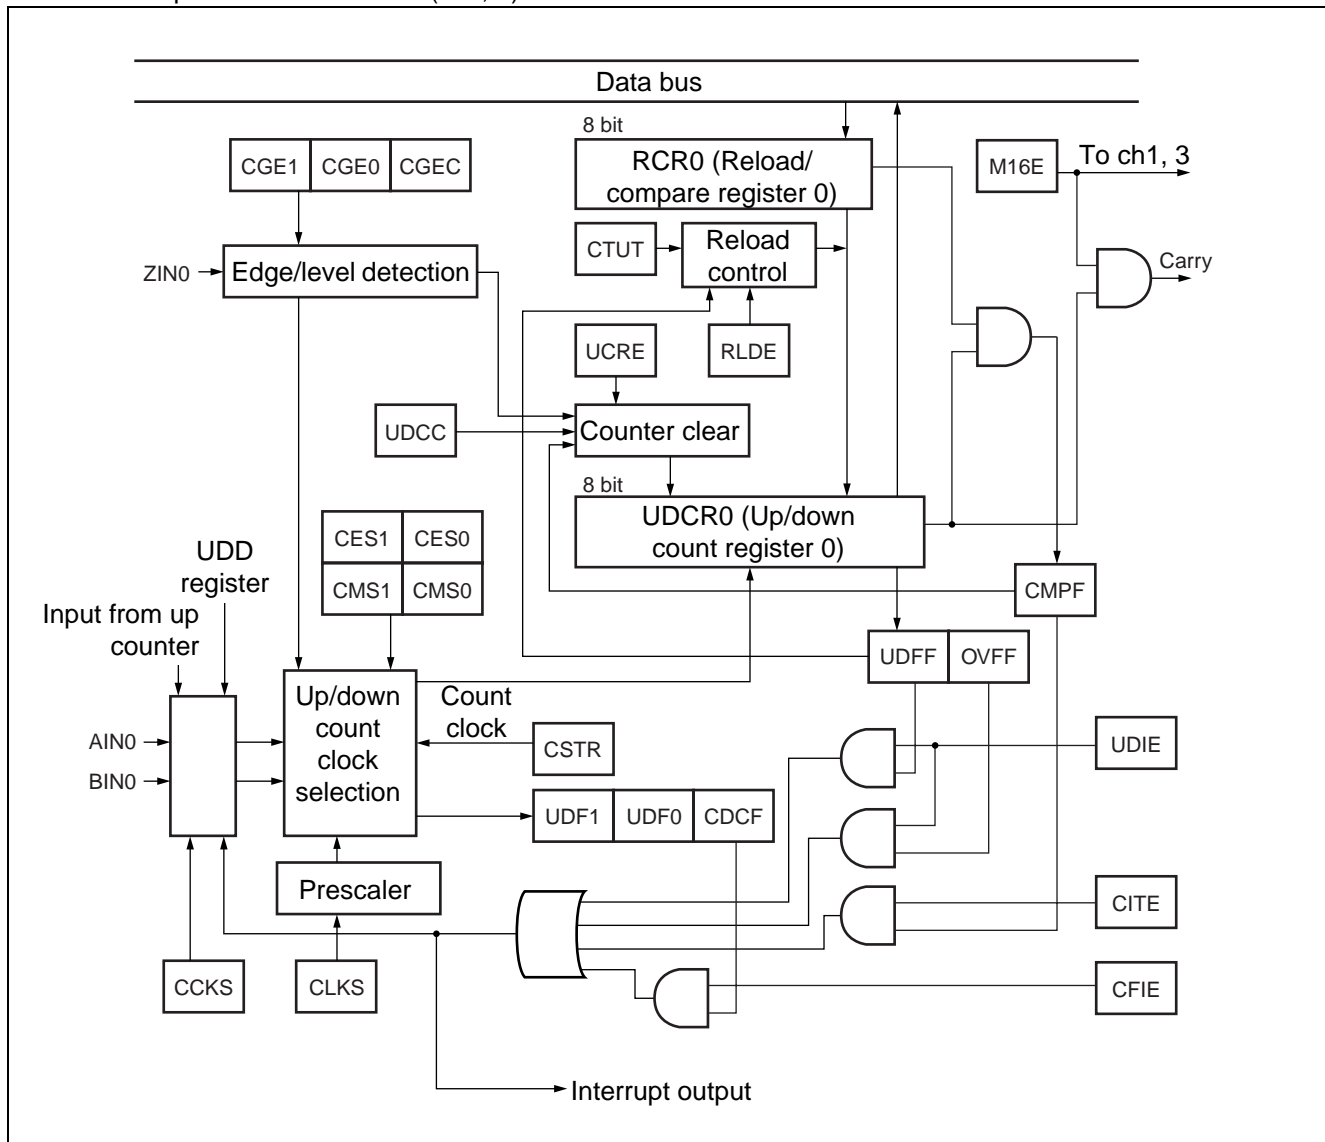 Data bus
8 bit
CGE1 CGE0 CGEC
RCR0 (Reload/
compare register 0)
M16E
To ch1, 3
CTUT
Reload
control
ZIN0
Edge/level detection
Carry
UCRE
RLDE
UDCC
Counter clear
8 bit
UDCR0 (Up/down
count register 0)
CES1 CES0
CMS1 CMS0
UDD
register
Input from up
counter
CMPF
UDFF OVFF
Up/down
count
clock
selection
Count
clock
AIN0
BIN0
CSTR
UDIE
UDF1 UDF0 CDCF
Prescaler
CITE
CCKS
CLKS
CFIE
Interrupt output